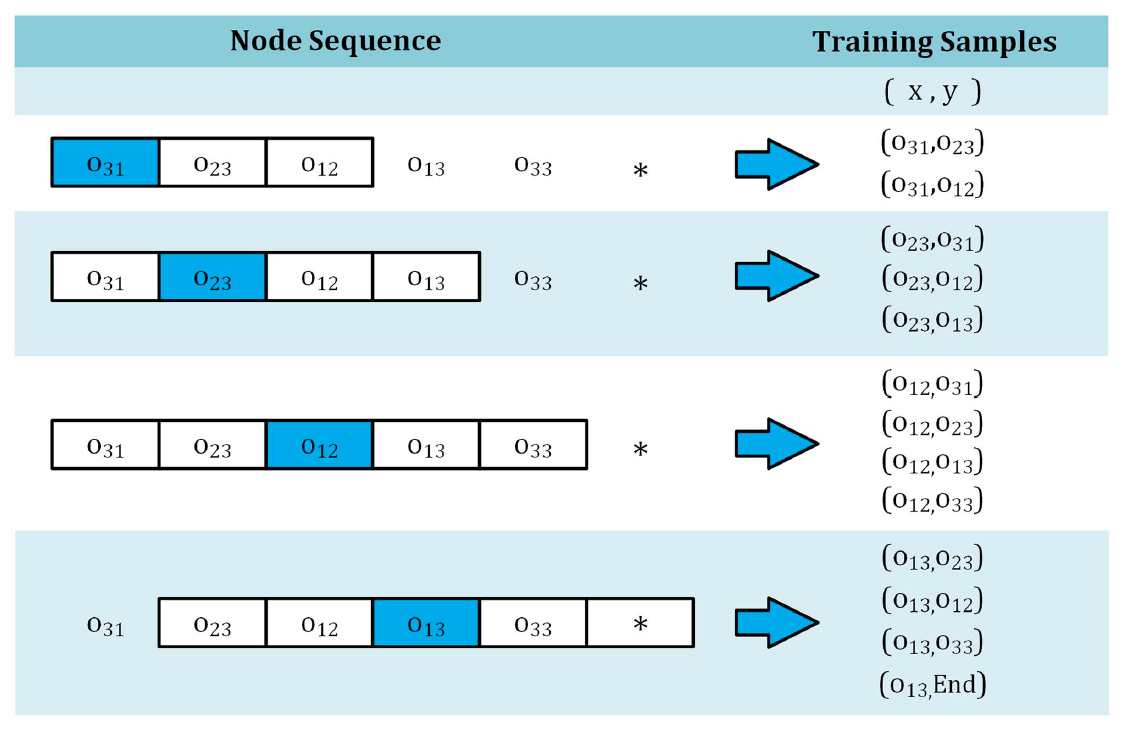 Node Sequence Training Samples
( x , y )
o₃₁ o₂₃ o₁₂ o₁₃ o₃₃ *
(o₃₁,o₂₃)
(o₃₁,o₁₂)
o₃₁ o₂₃ o₁₂ o₁₃ o₃₃ *
(o₂₃,o₃₁)
(o₂₃,o₁₂)
(o₂₃,o₁₃)
o₃₁ o₂₃ o₁₂ o₁₃ o₃₃ *
(o₁₂,o₃₁)
(o₁₂,o₂₃)
(o₁₂,o₁₃)
(o₁₂,o₃₃)
o₃₁ o₂₃ o₁₂ o₁₃ o₃₃ *
(o₁₃,o₂₃)
(o₁₃,o₁₂)
(o₁₃,o₃₃)
(o₁₃,End)